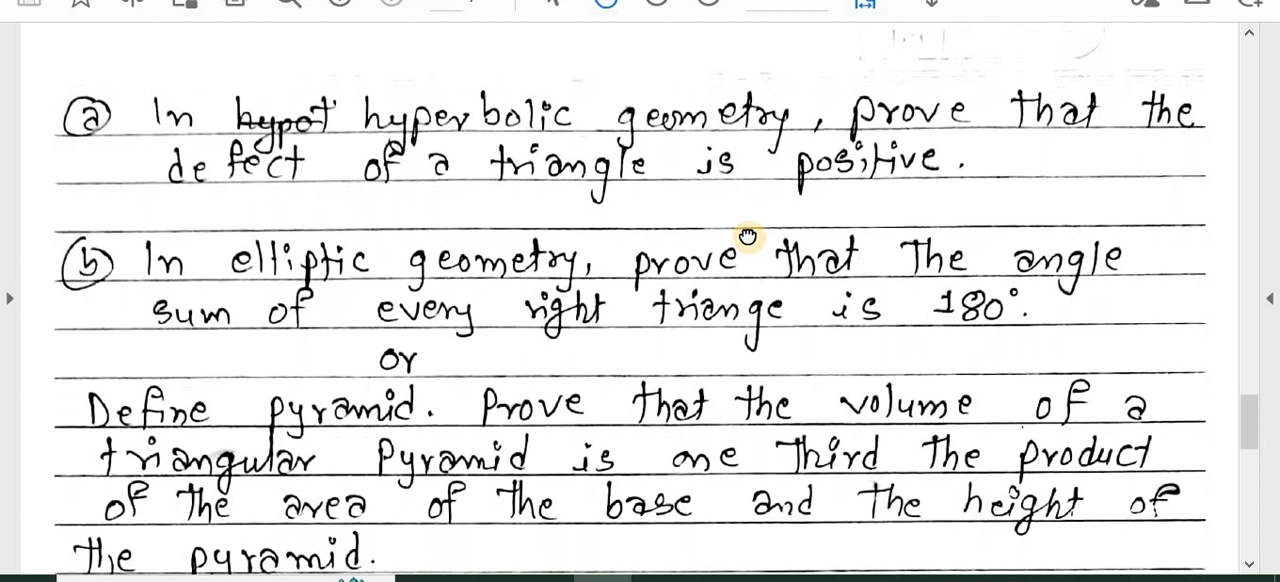 (a) In hypot hyperbolic geometry, prove that the
defect of a triangle is positive.
(b) In elliptic geometry, prove that The angle
sum of every right triange is 180°.
or
Define pyramid. Prove that the volume of a
triangular Pyramid is one Third the product
of the area of the base and the height of
the pyramid.